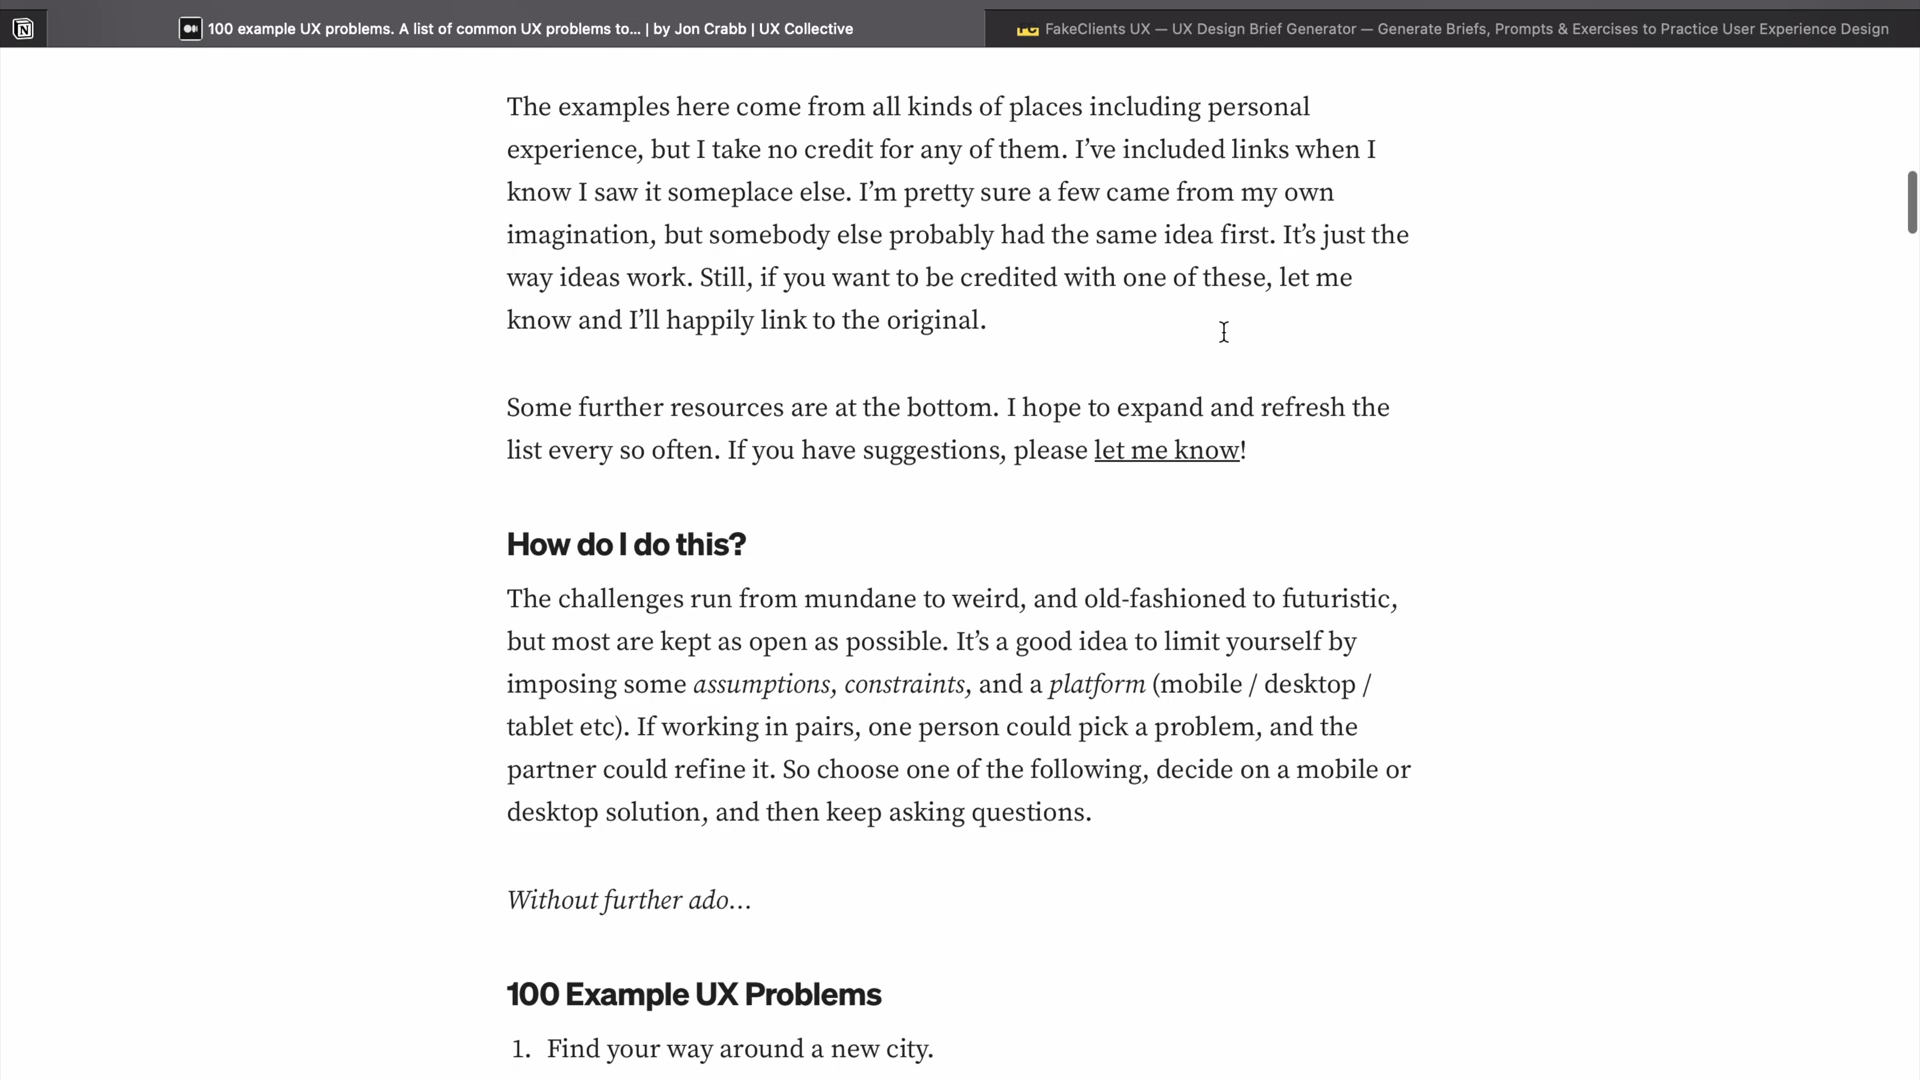 100 example UX problems. A list of common UX problems to... | by Jon Crabb | UX Collective
FG FakeClients UX — UX Design Brief Generator — Generate Briefs, Prompts & Exercises to Practice User Experience Design
The examples here come from all kinds of places including personal
experience, but I take no credit for any of them. I’ve included links when I
know I saw it someplace else. I’m pretty sure a few came from my own
imagination, but somebody else probably had the same idea first. It’s just the
way ideas work. Still, if you want to be credited with one of these, let me
know and I’ll happily link to the original.
Some further resources are at the bottom. I hope to expand and refresh the
list every so often. If you have suggestions, please let me know!
How do I do this?
The challenges run from mundane to weird, and old-fashioned to futuristic,
but most are kept as open as possible. It’s a good idea to limit yourself by
imposing some assumptions, constraints, and a platform (mobile / desktop /
tablet etc). If working in pairs, one person could pick a problem, and the
partner could refine it. So choose one of the following, decide on a mobile or
desktop solution, and then keep asking questions.
Without further ado…
100 Example UX Problems
1. Find your way around a new city.